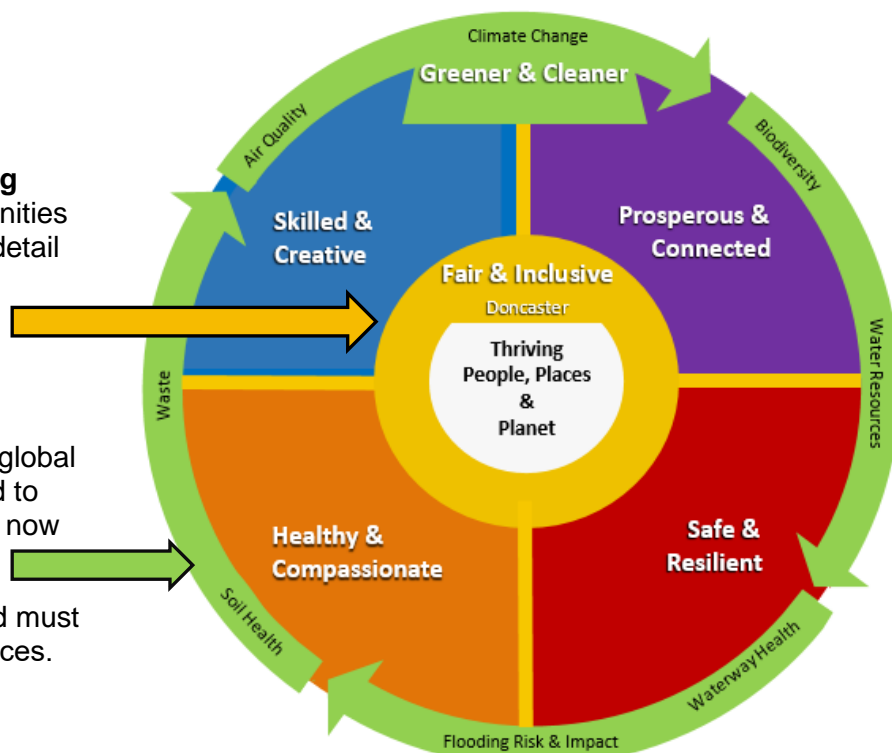 g
nities
detail
global
d to
now
d must
ces.
Climate Change
Greener & Cleaner
Air Quality
Biodiversity
Skilled &
Creative
Prosperous &
Connected
Fair & Inclusive
Doncaster
Thriving
People, Places
&
Planet
Waste
Water Resources
Healthy &
Compassionate
Safe &
Resilient
Soil Health
Waterway Health
Flooding Risk & Impact